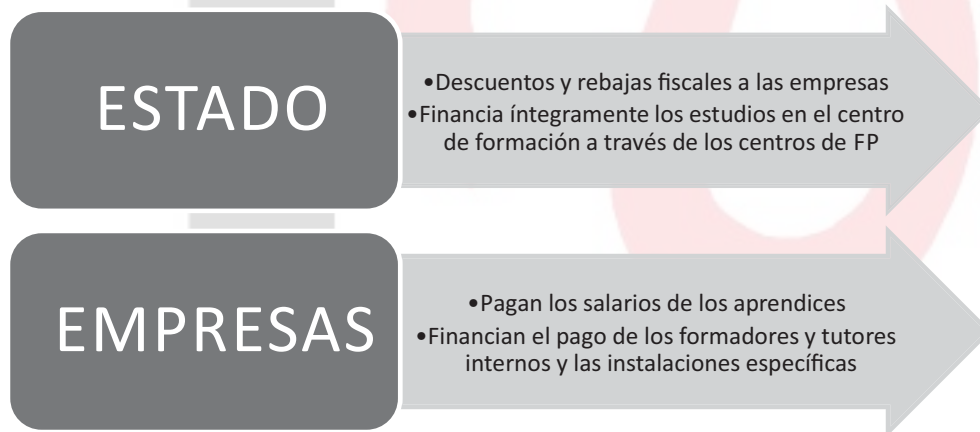 ESTADO
•Descuentos y rebajas fiscales a las empresas
•Financia íntegramente los estudios en el centro
de formación a través de los centros de FP
EMPRESAS
•Pagan los salarios de los aprendices
•Financian el pago de los formadores y tutores
internos y las instalaciones específicas